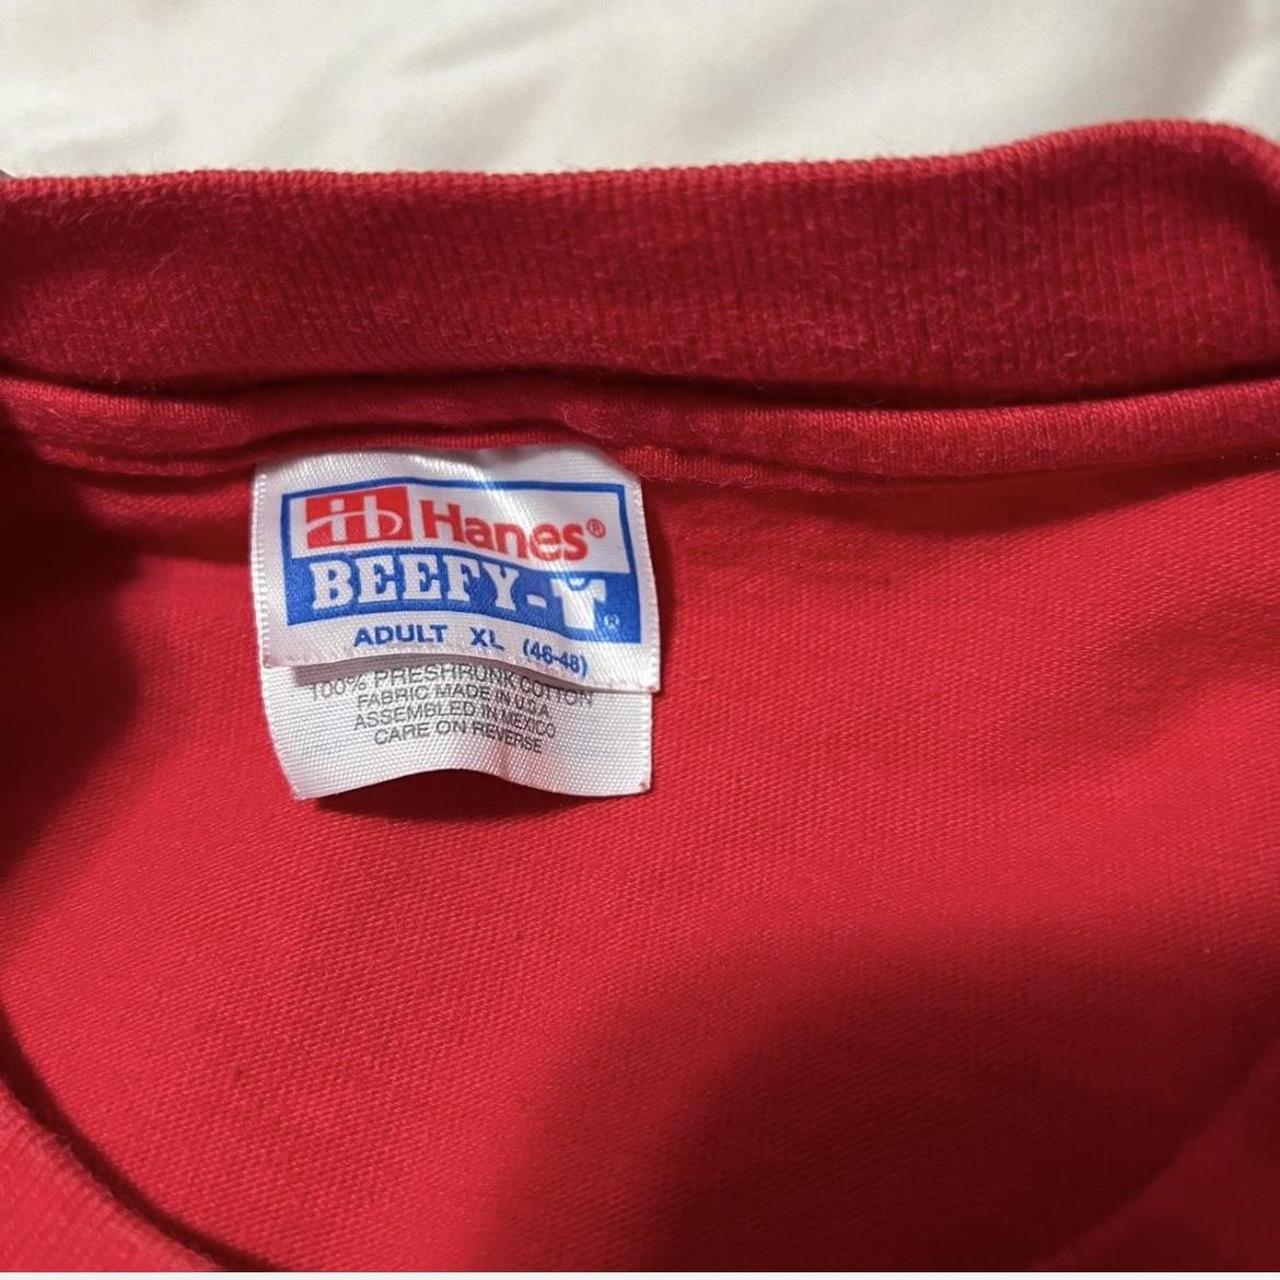 Hanes®
BEEFY-T®
ADULT XL (46-48)
100% PRESHRUNK COTTON
FABRIC MADE IN U.S.A
ASSEMBLED IN MEXICO
CARE ON REVERSE